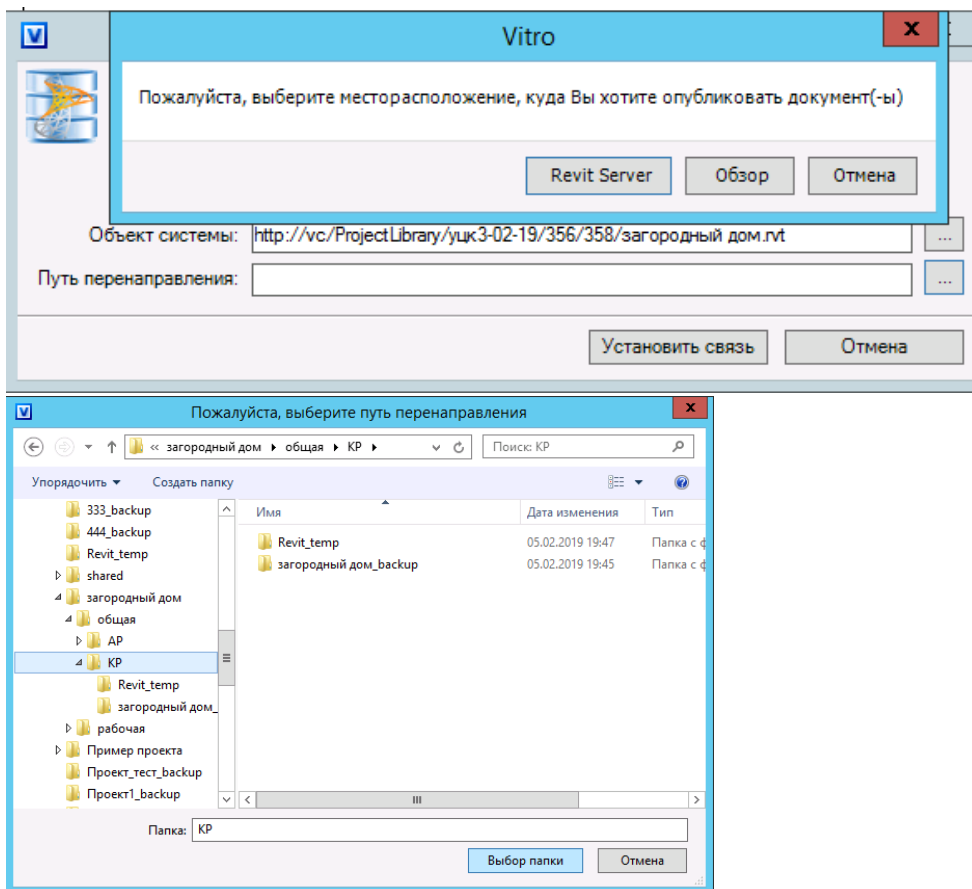 Vitro
Пожалуйста, выберите месторасположение, куда Вы хотите опубликовать документ(-ы)
Revit Server Обзор Отмена
Объект системы: http://vc/ProjectLibrary/уцк3-02-19/356/358/загородный дом.rvt ...
Путь перенаправления: ...
Установить связь Отмена
Пожалуйста, выберите путь перенаправления
« загородный дом общая КР Поиск: КР
Упорядочить Создать папку
333_backup Имя Дата изменения Тип
444_backup Revit_temp 05.02.2019 19:47 Папка с ф
Revit_temp загородный дом_backup 05.02.2019 19:45 Папка с ф
shared
загородный дом
общая
АР
КР
Revit_temp
загородный дом_
рабочая
Пример проекта
Проект_тест_backup
Проект1_backup
Папка: КР
Выбор папки Отмена